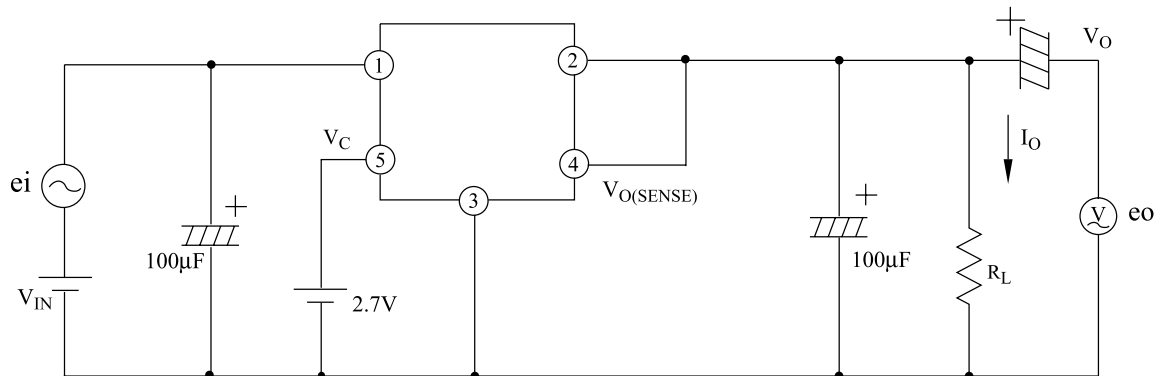 V_O
1
2
V_C
5
4
I_O
ei
3
V_O(SENSE)
V
eo
100μF
100μF
R_L
V_IN
2.7V